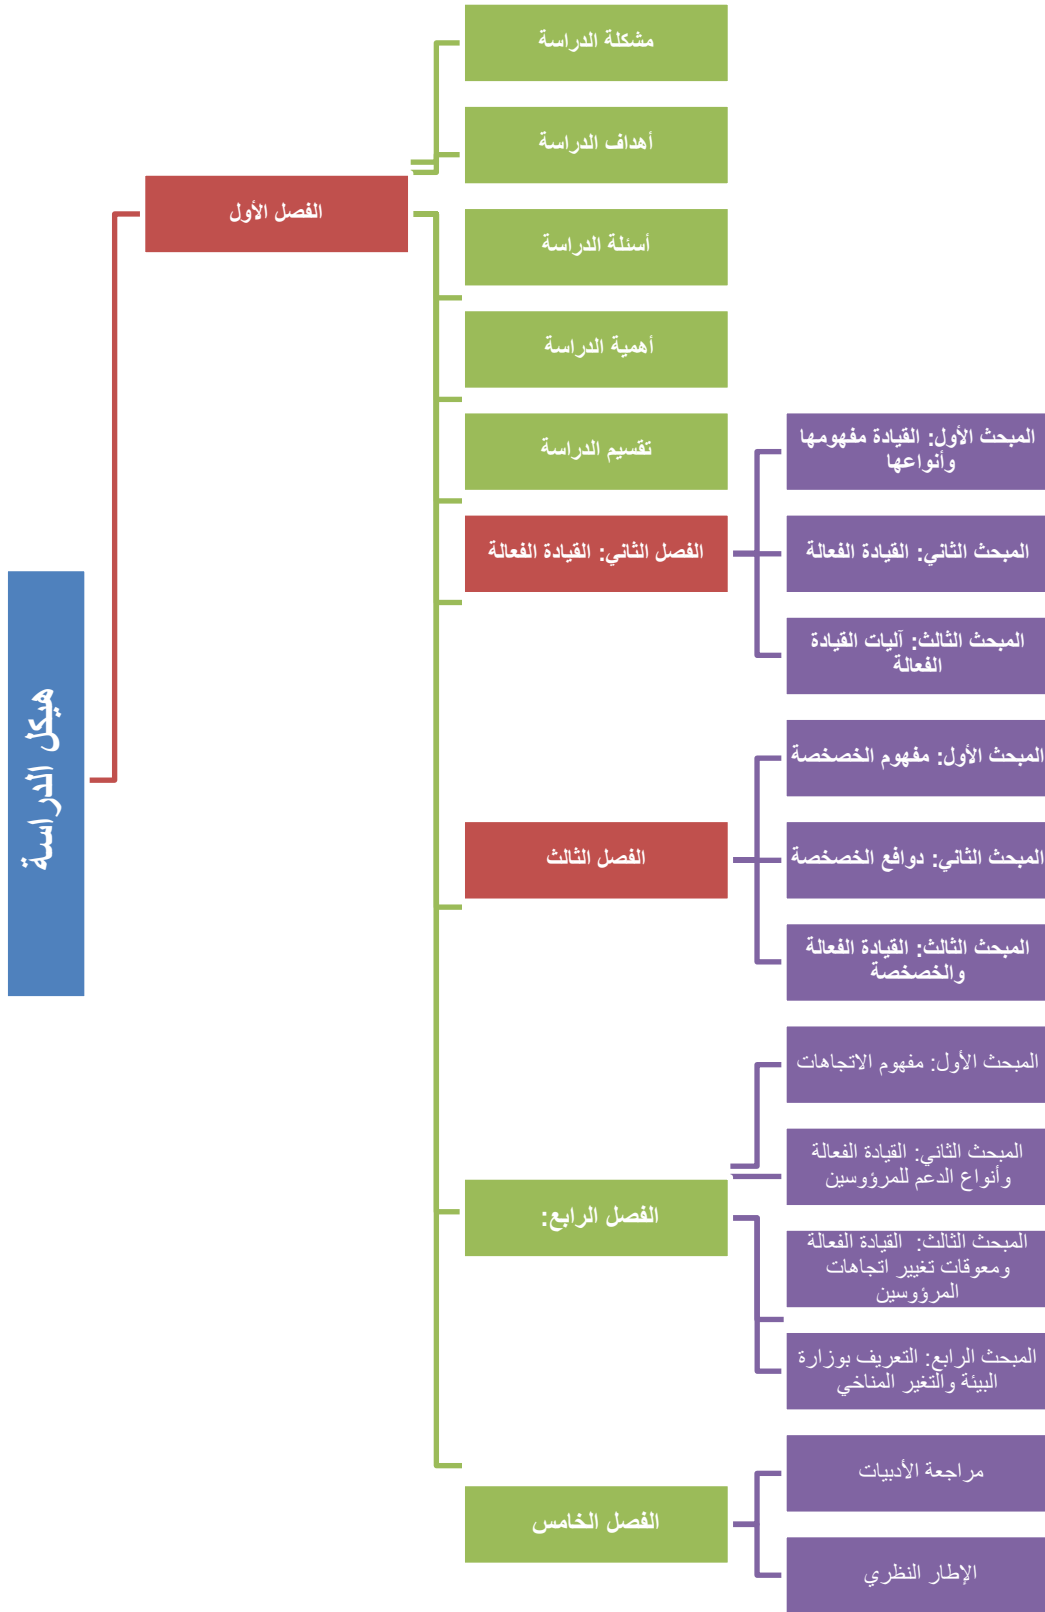 هيكل الدراسة
الفصل الأول
مشكلة الدراسة
أهداف الدراسة
أسئلة الدراسة
أهمية الدراسة
تقسيم الدراسة
الفصل الثاني: القيادة الفعالة
المبحث الأول: القيادة مفهومها
وأنواعها
المبحث الثاني: القيادة الفعالة
المبحث الثالث: آليات القيادة
الفعالة
الفصل الثالث
المبحث الأول: مفهوم الخصخصة
المبحث الثاني: دوافع الخصخصة
المبحث الثالث: القيادة الفعالة
والخصخصة
الفصل الرابع:
المبحث الأول: مفهوم الاتجاهات
المبحث الثاني: القيادة الفعالة
وأنواع الدعم للمرؤوسين
المبحث الثالث: القيادة الفعالة
ومعوقات تغيير اتجاهات
المرؤوسين
المبحث الرابع: التعريف بوزارة
البيئة والتغير المناخي
الفصل الخامس
مراجعة الأدبيات
الإطار النظري